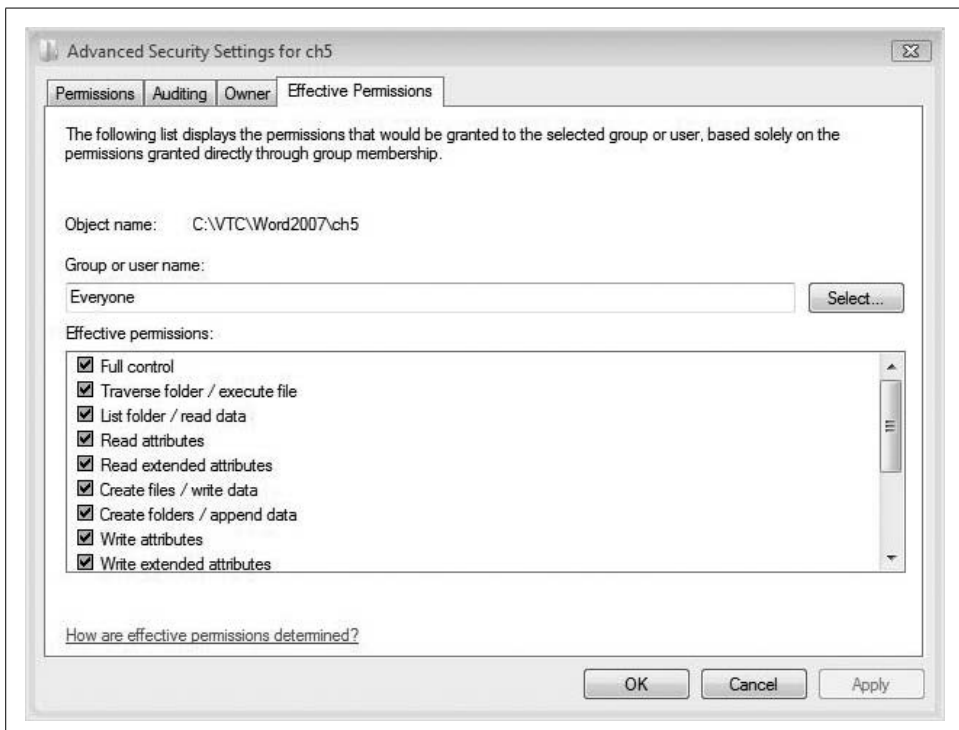 Advanced Security Settings for ch5
Permissions Auditing Owner Effective Permissions
The following list displays the permissions that would be granted to the selected group or user, based solely on the
permissions granted directly through group membership.
Object name: C:\VTC\Word2007\ch5
Group or user name:
Everyone Select...
Effective permissions:
Full control
Traverse folder / execute file
List folder / read data
Read attributes
Read extended attributes
Create files / write data
Create folders / append data
Write attributes
Write extended attributes
How are effective permissions determined?
OK Cancel Apply